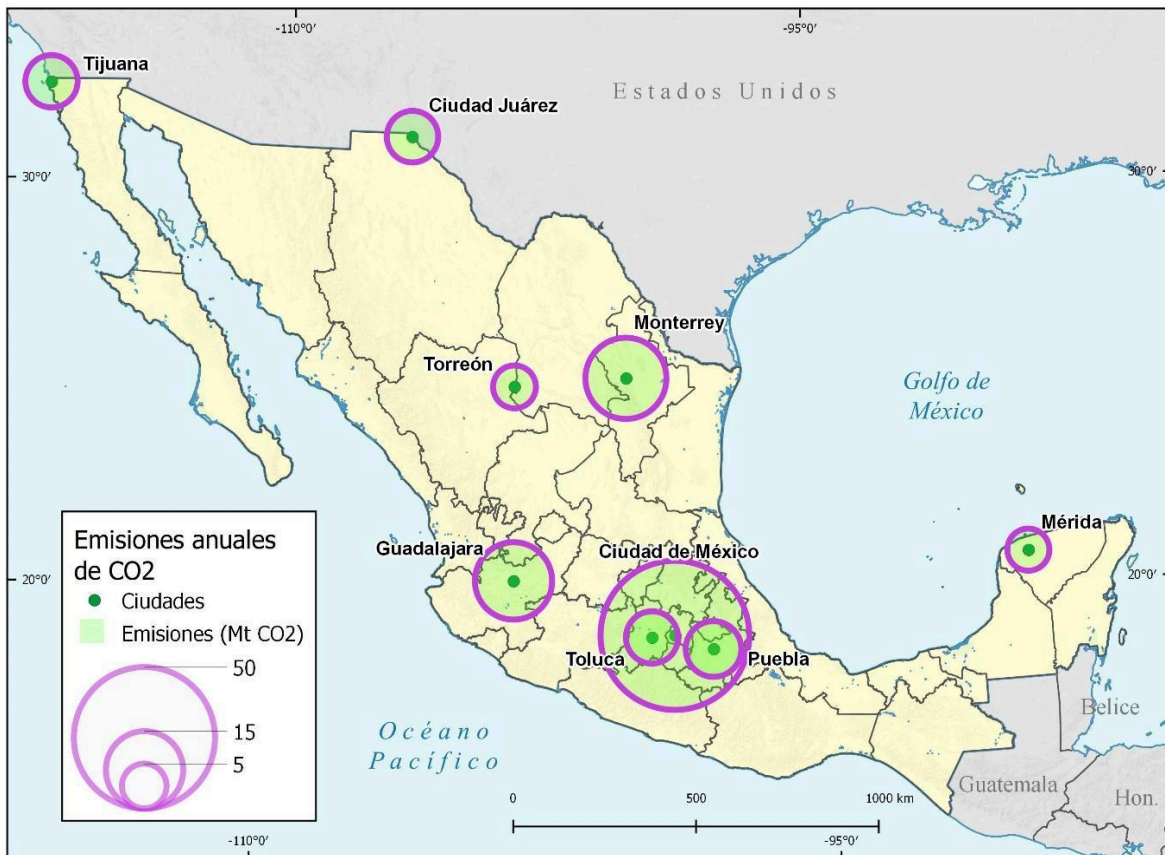 -110°0'
-95°0'
Tijuana
Ciudad Juárez
Estados Unidos
30°0'
30°0'
Monterrey
Torreón
Golfo de
México
Mérida
Guadalajara
Ciudad de México
20°0'
20°0'
Toluca
Puebla
Océano
Pacífico
Belice
Guatemala
Hon.
Emisiones anuales
de CO2
Ciudades
Emisiones (Mt CO2)
50
15
5
0
500
1000 km
-110°0'
-95°0'